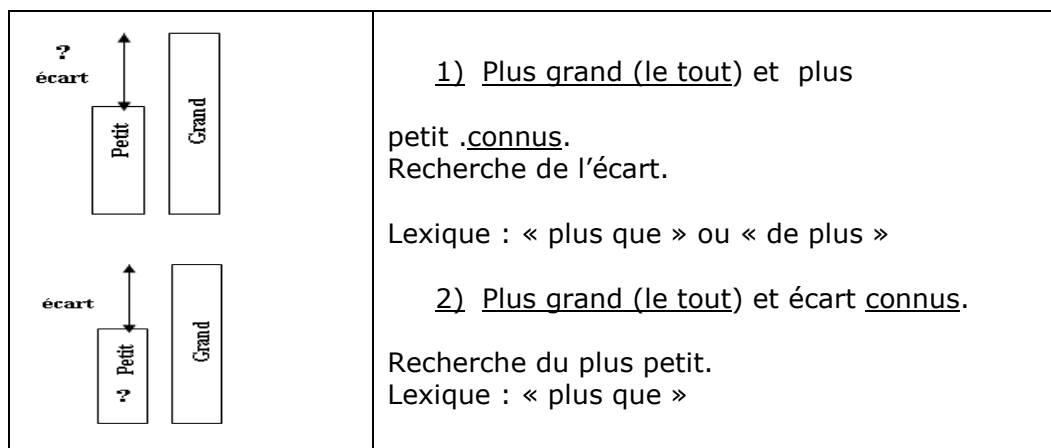 ?
écart
Petit
Grand
1) Plus grand (le tout) et plus
petit .connus.
Recherche de l’écart.
Lexique : « plus que » ou « de plus »
écart
Petit
?
Grand
2) Plus grand (le tout) et écart connus.
Recherche du plus petit.
Lexique : « plus que »